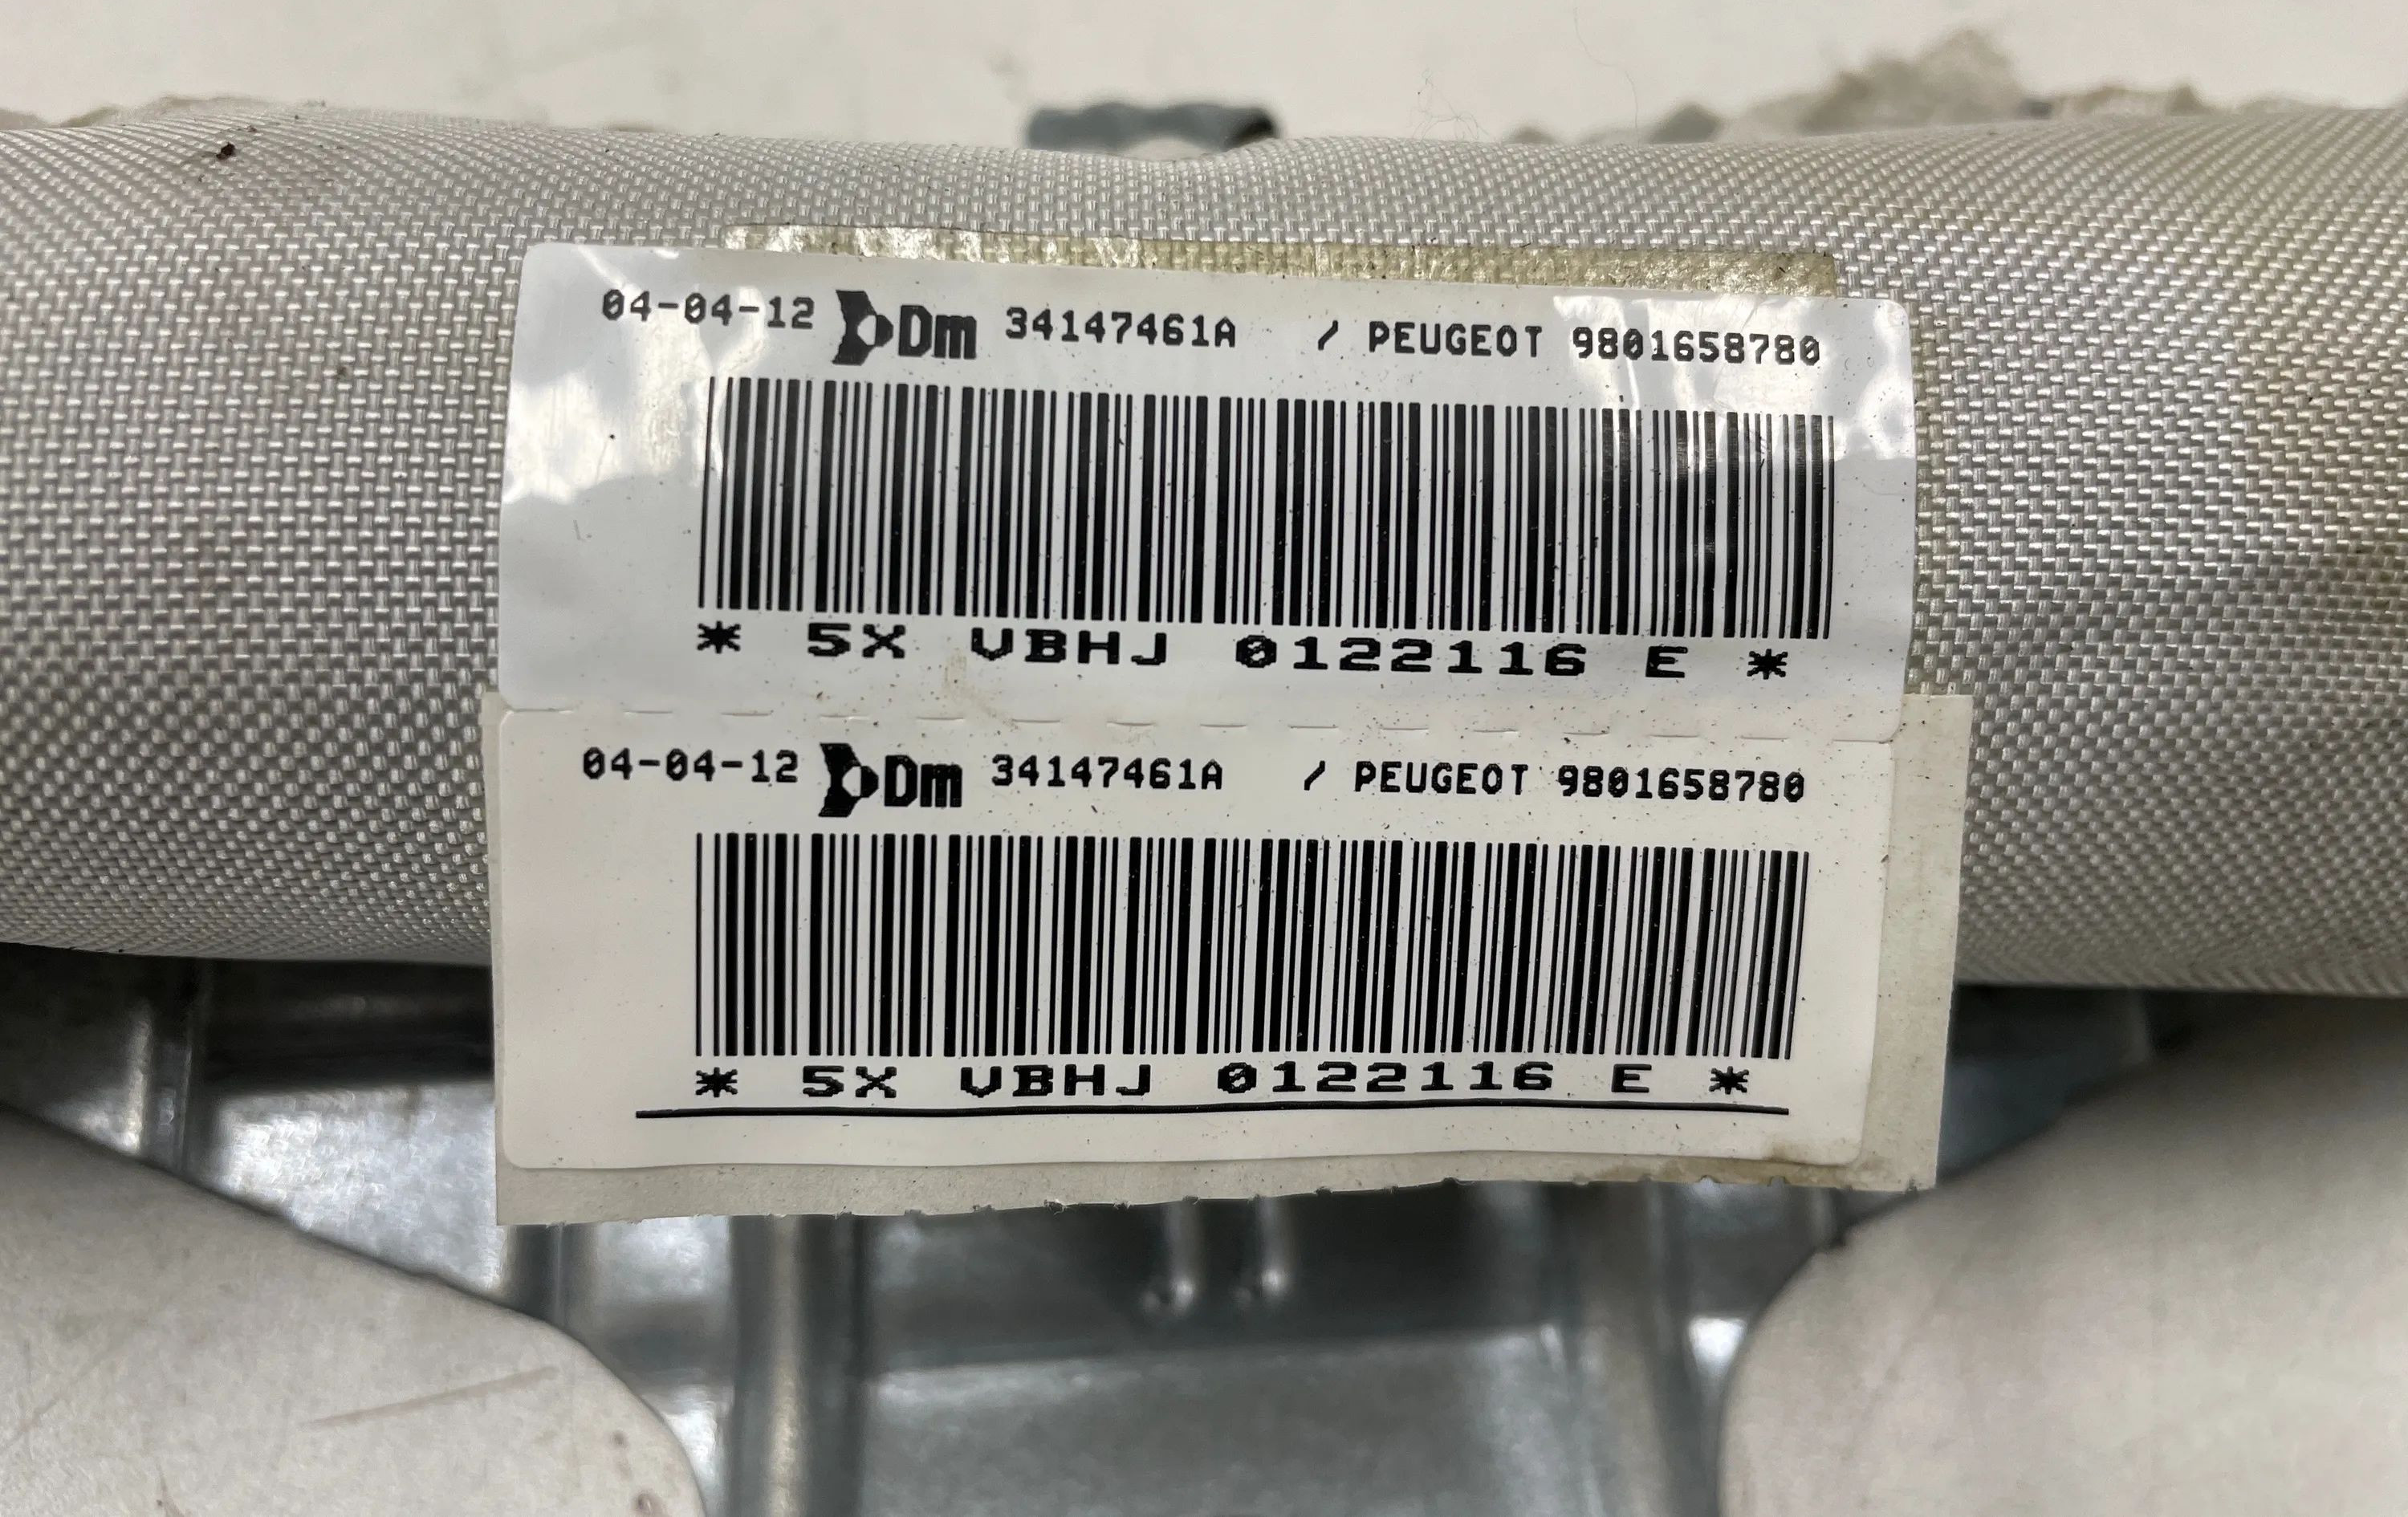 04-04-12 Dm 34147461A / PEUGEOT 9801658780
* 5X VBHJ 0122116 E *
04-04-12 Dm 34147461A / PEUGEOT 9801658780
* 5X VBHJ 0122116 E *